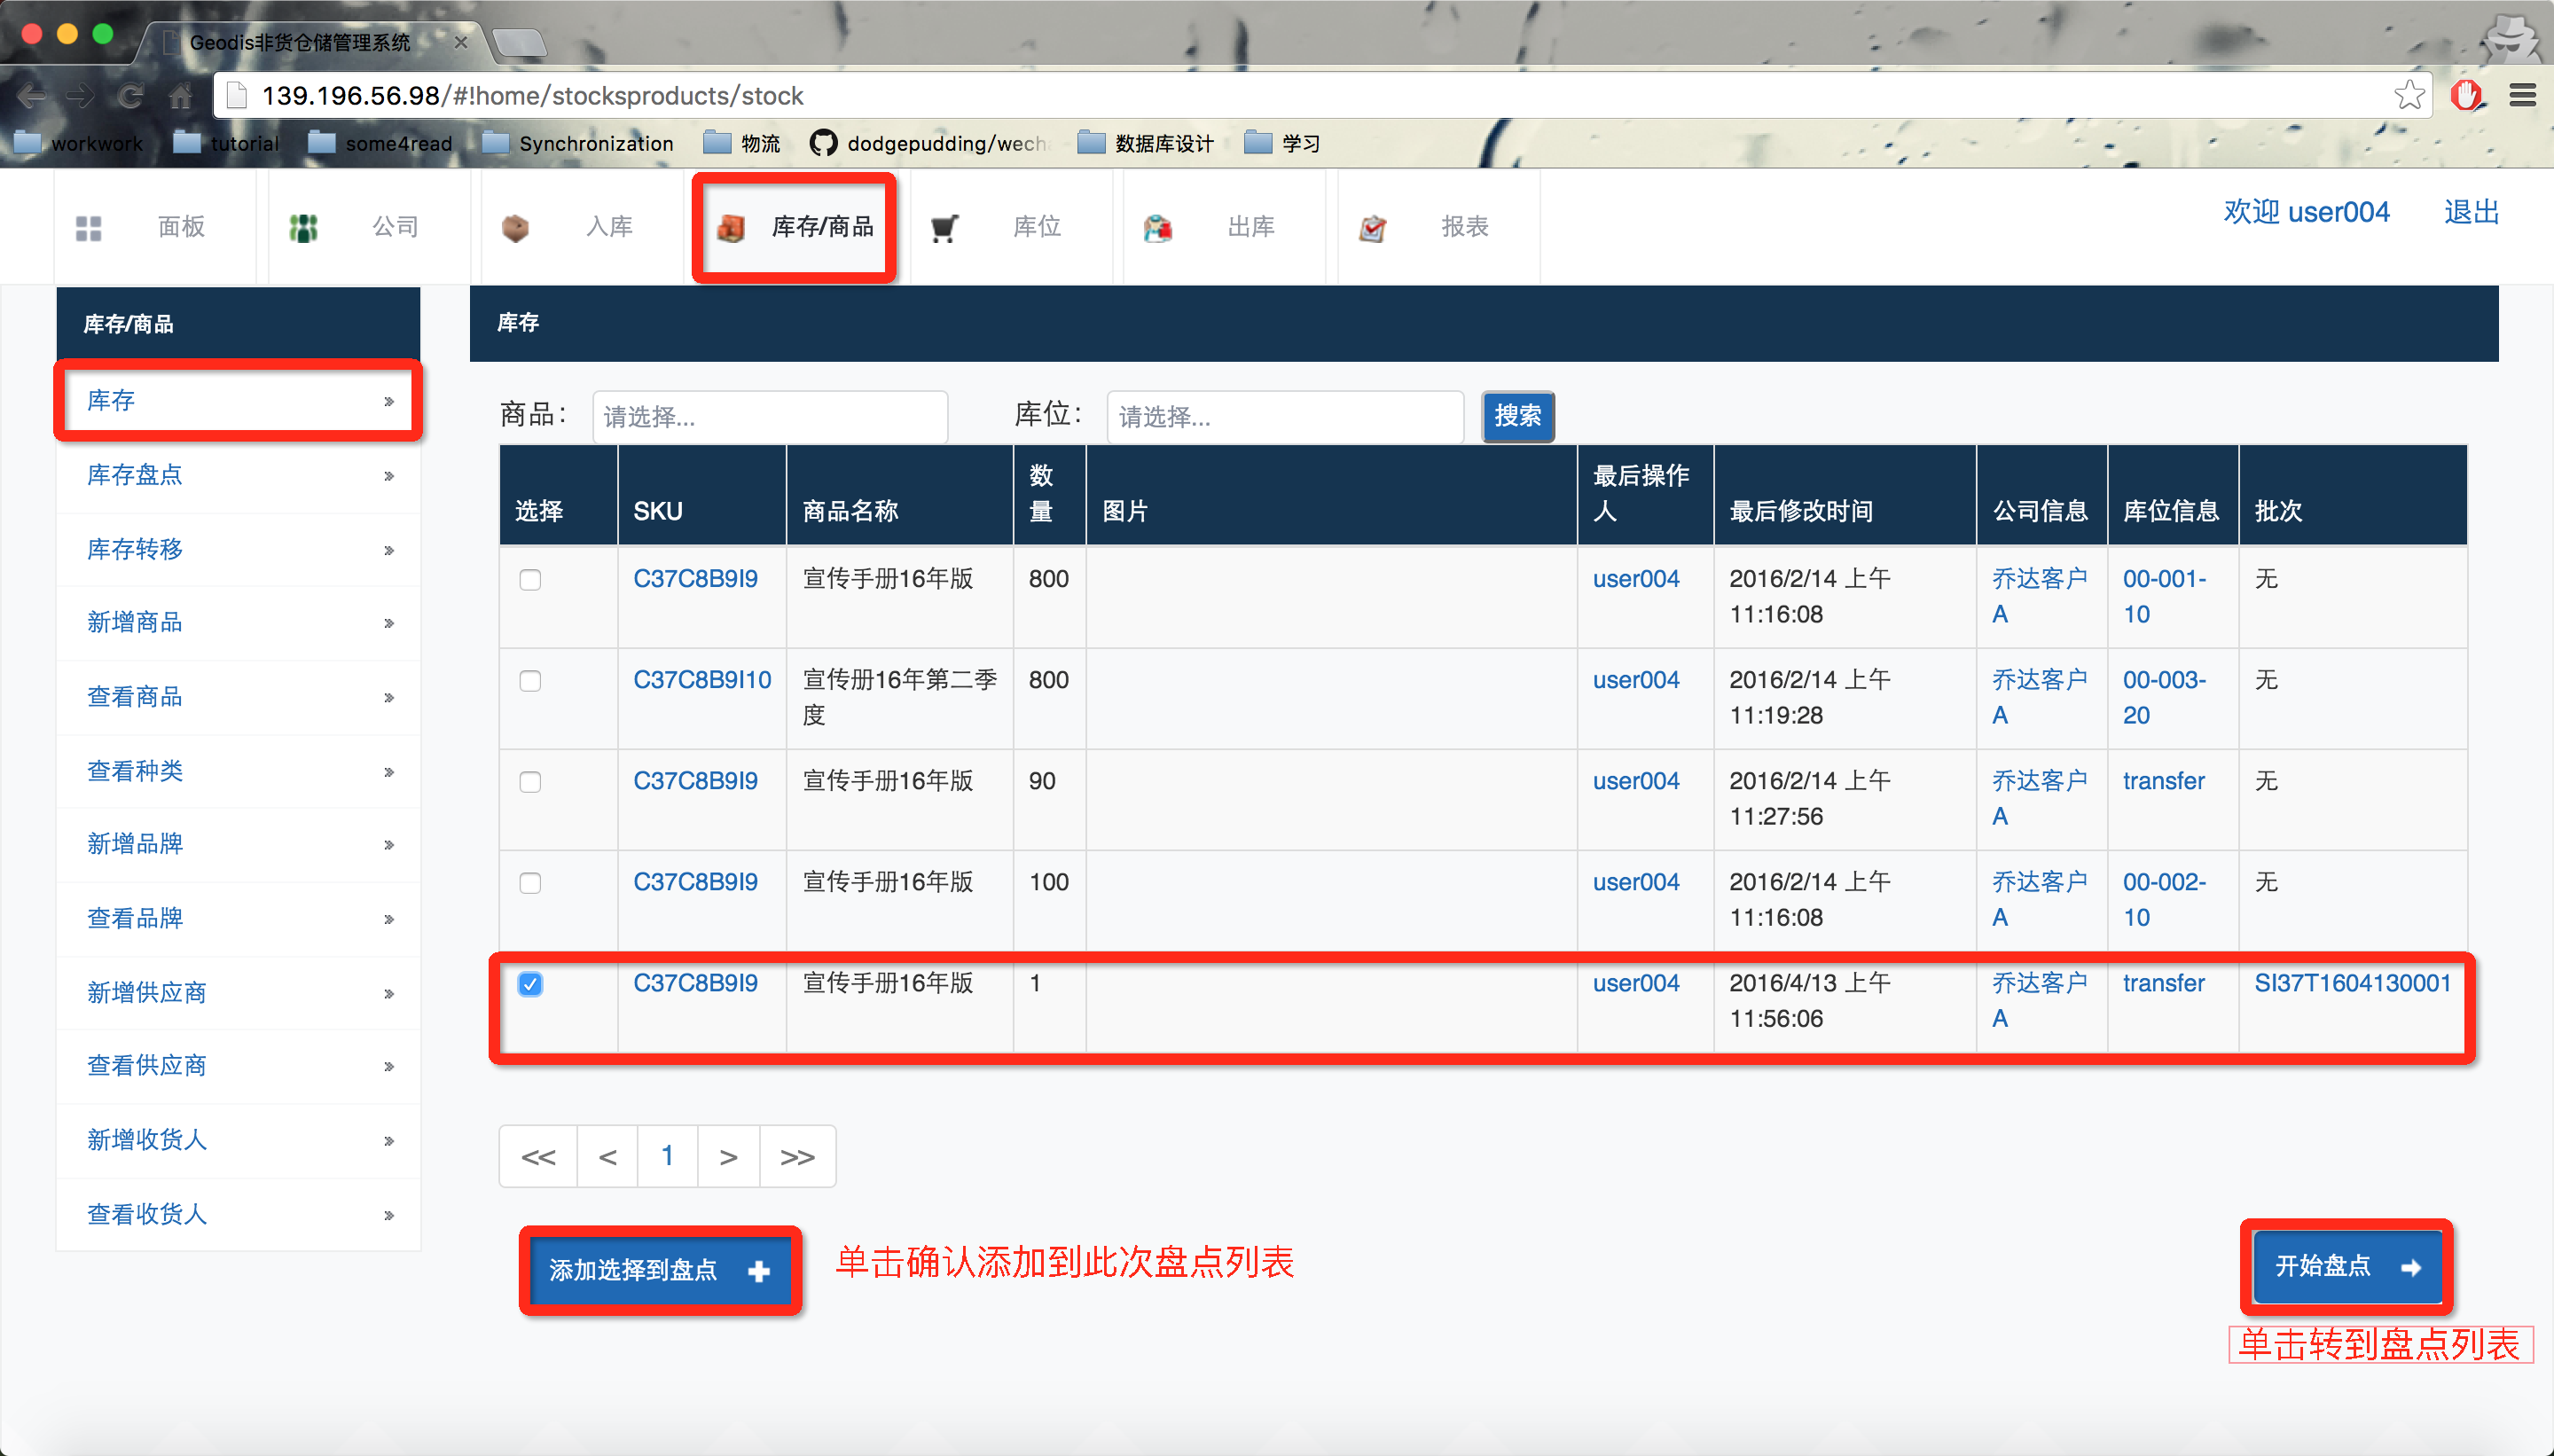 Geodis非货仓储管理系统
139.196.56.98/#!home/stocksproducts/stock
workwork tutorial some4read Synchronization 物流 dodgepudding/wech 数据库设计 学习
面板 公司 入库 库存/商品 库位 出库 报表 欢迎 user004 退出
库存/商品
库存 »
库存盘点 »
库存转移 »
新增商品 »
查看商品 »
查看种类 »
新增品牌 »
查看品牌 »
新增供应商 »
查看供应商 »
新增收货人 »
查看收货人 »
库存
商品: 请选择... 库位: 请选择... 搜索
选择 SKU 商品名称 数量 图片 最后操作人 最后修改时间 公司信息 库位信息 批次
C37C8B9I9 宣传手册16年版 800 user004 2016/2/14 上午 乔达客户 00-001- 无
11:16:08 A 10
C37C8B9I10 宣传册16年第二季 800 user004 2016/2/14 上午 乔达客户 00-003- 无
度 11:19:28 A 20
C37C8B9I9 宣传手册16年版 90 user004 2016/2/14 上午 乔达客户 transfer 无
11:27:56 A
C37C8B9I9 宣传手册16年版 100 user004 2016/2/14 上午 乔达客户 00-002- 无
11:16:08 A 10
C37C8B9I9 宣传手册16年版 1 user004 2016/4/13 上午 乔达客户 transfer SI37T1604130001
11:56:06 A
<< < 1 > >>
添加选择到盘点 单击确认添加到此次盘点列表 开始盘点
单击转到盘点列表